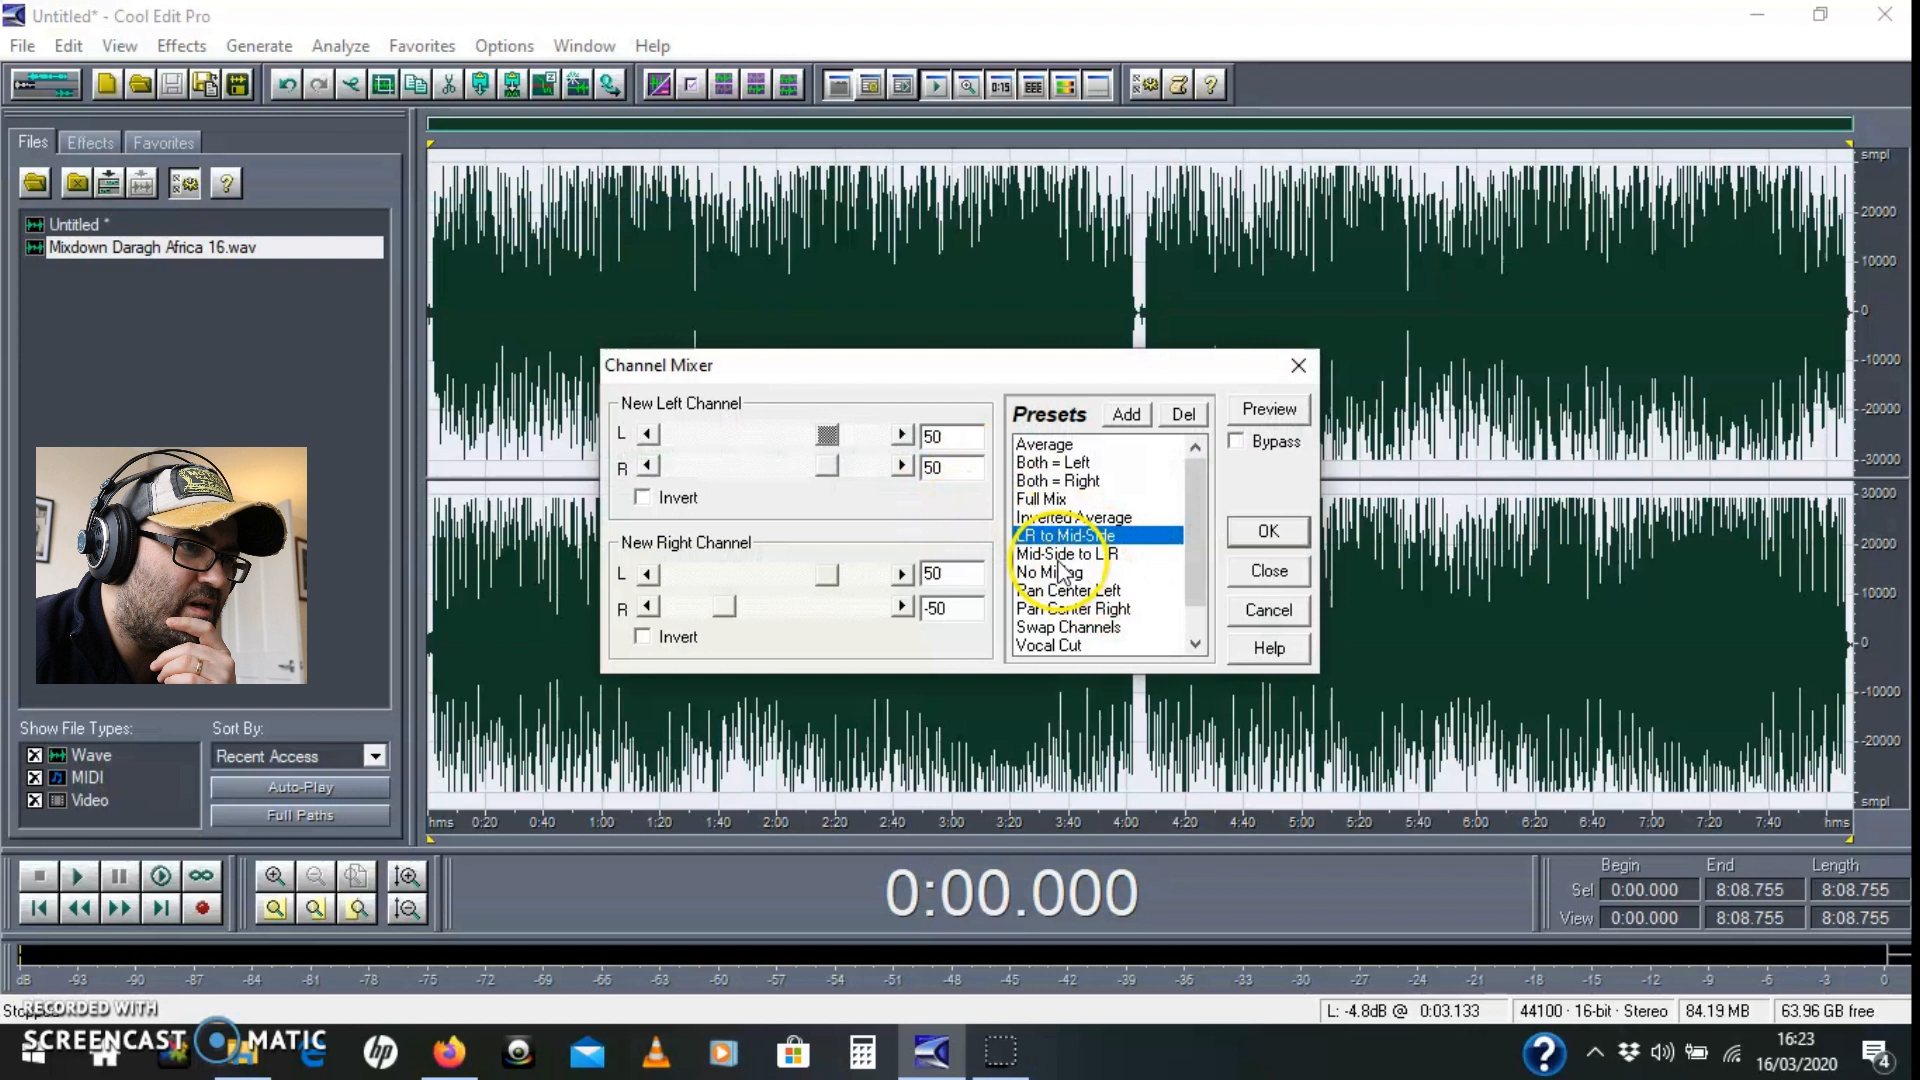 Untitled* - Cool Edit Pro
File Edit View Effects Generate Analyze Favorites Options Window Help
Files Effects Favorites
Untitled *
Mixdown Daragh Africa 16.wav
Show File Types: Sort By:
Wave Recent Access
MIDI Auto-Play
Video Full Paths
smpl
20000
10000
0
-10000
-20000
-30000
30000
20000
10000
0
-10000
-20000
smpl
Channel Mixer
New Left Channel
L 50
R 50
Invert
New Right Channel
L 50
R -50
Invert
Presets Add Del
Average
Both = Left
Both = Right
Full Mix
Inverted Average
LR to Mid-Side
Mid-Side to L/R
Pan Center Left
Pan Center Right
Swap Channels
Vocal Cut
Preview
Bypass
OK
Close
Cancel
Help
hms 0:20 0:40 1:00 1:20 1:40 2:00 2:20 2:40 3:00 3:20 3:40 4:00 4:20 4:40 5:00 5:20 5:40 6:00 6:20 6:40 7:00 7:20 7:40 hms
0:00.000
Begin End Length
Sel 0:00.000 8:08.755 8:08.755
View 0:00.000 8:08.755 8:08.755
dB -93 -90 -87 -84 -81 -78 -75 -72 -69 -66 -63 -60 -57 -54 -51 -48 -45 -42 -39 -36 -33 -30 -27 -24 -21 -18 -15 -12 -9 -6 -3 0
L: -4.8dB @ 0:03.133 44100 · 16-bit · Stereo 84.19 MB 63.96 GB free
RECORDED WITH
SCREENCAST MATIC
hp
16:23
16/03/2020
4